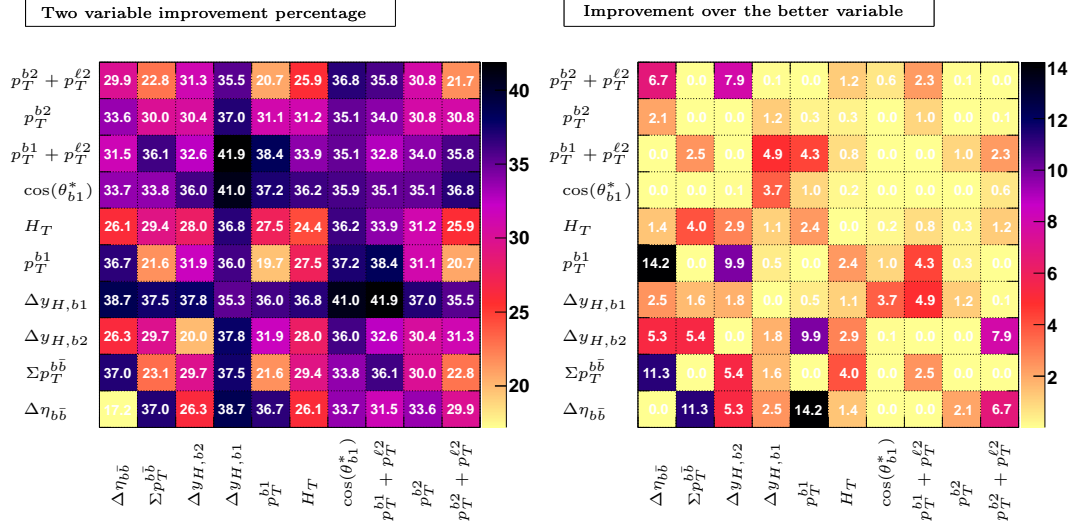 Two variable improvement percentage
Improvement over the better variable
p_T^{b2} + p_T^{ℓ2} 29.9 22.8 31.3 35.5 20.7 25.9 36.8 35.8 30.8 21.7
p_T^{b2} 33.6 30.0 30.4 37.0 31.1 31.2 35.1 34.0 30.8 30.8
p_T^{b1} + p_T^{ℓ2} 31.5 36.1 32.6 41.9 38.4 33.9 35.1 32.8 34.0 35.8
cos(θ*_{b1}) 33.7 33.8 36.0 41.0 37.2 36.2 35.9 35.1 35.1 36.8
H_T 26.1 29.4 28.0 36.8 27.5 24.4 36.2 33.9 31.2 25.9
p_T^{b1} 36.7 21.6 31.9 36.0 19.7 27.5 37.2 38.4 31.1 20.7
Δy_{H,b1} 38.7 37.5 37.8 35.3 36.0 36.8 41.0 41.9 37.0 35.5
Δy_{H,b2} 26.3 29.7 20.0 37.8 31.9 28.0 36.0 32.6 30.4 31.3
Σp_T^{bb̄} 37.0 23.1 29.7 37.5 21.6 29.4 33.8 36.1 30.0 22.8
Δη_{bb̄} 17.2 37.0 26.3 38.7 36.7 26.1 33.7 31.5 33.6 29.9
Δη_{bb̄} Σp_T^{bb̄} Δy_{H,b2} Δy_{H,b1} p_T^{b1} H_T cos(θ*_{b1}) p_T^{b1} + p_T^{ℓ2} p_T^{b2} p_T^{b2} + p_T^{ℓ2}
40
35
30
25
20
p_T^{b2} + p_T^{ℓ2} 6.7 0.0 7.9 0.1 0.0 1.2 0.6 2.3 0.1 0.0
p_T^{b2} 2.1 0.0 0.0 1.2 0.3 0.3 0.0 1.0 0.0 0.1
p_T^{b1} + p_T^{ℓ2} 0.0 2.5 0.0 4.9 4.3 0.8 0.0 0.0 1.0 2.3
cos(θ*_{b1}) 0.0 0.0 0.1 3.7 1.0 0.2 0.0 0.0 0.0 0.6
H_T 1.4 4.0 2.9 1.1 2.4 0.0 0.2 0.8 0.3 1.2
p_T^{b1} 14.2 0.0 9.9 0.5 0.0 2.4 1.0 4.3 0.3 0.0
Δy_{H,b1} 2.5 1.6 1.8 0.0 0.5 1.1 3.7 4.9 1.2 0.1
Δy_{H,b2} 5.3 5.4 0.0 1.8 9.9 2.9 0.1 0.0 0.0 7.9
Σp_T^{bb̄} 11.3 0.0 5.4 1.6 0.0 4.0 0.0 2.5 0.0 0.0
Δη_{bb̄} 0.0 11.3 5.3 2.5 14.2 1.4 0.0 0.0 2.1 6.7
Δη_{bb̄} Σp_T^{bb̄} Δy_{H,b2} Δy_{H,b1} p_T^{b1} H_T cos(θ*_{b1}) p_T^{b1} + p_T^{ℓ2} p_T^{b2} p_T^{b2} + p_T^{ℓ2}
14
12
10
8
6
4
2